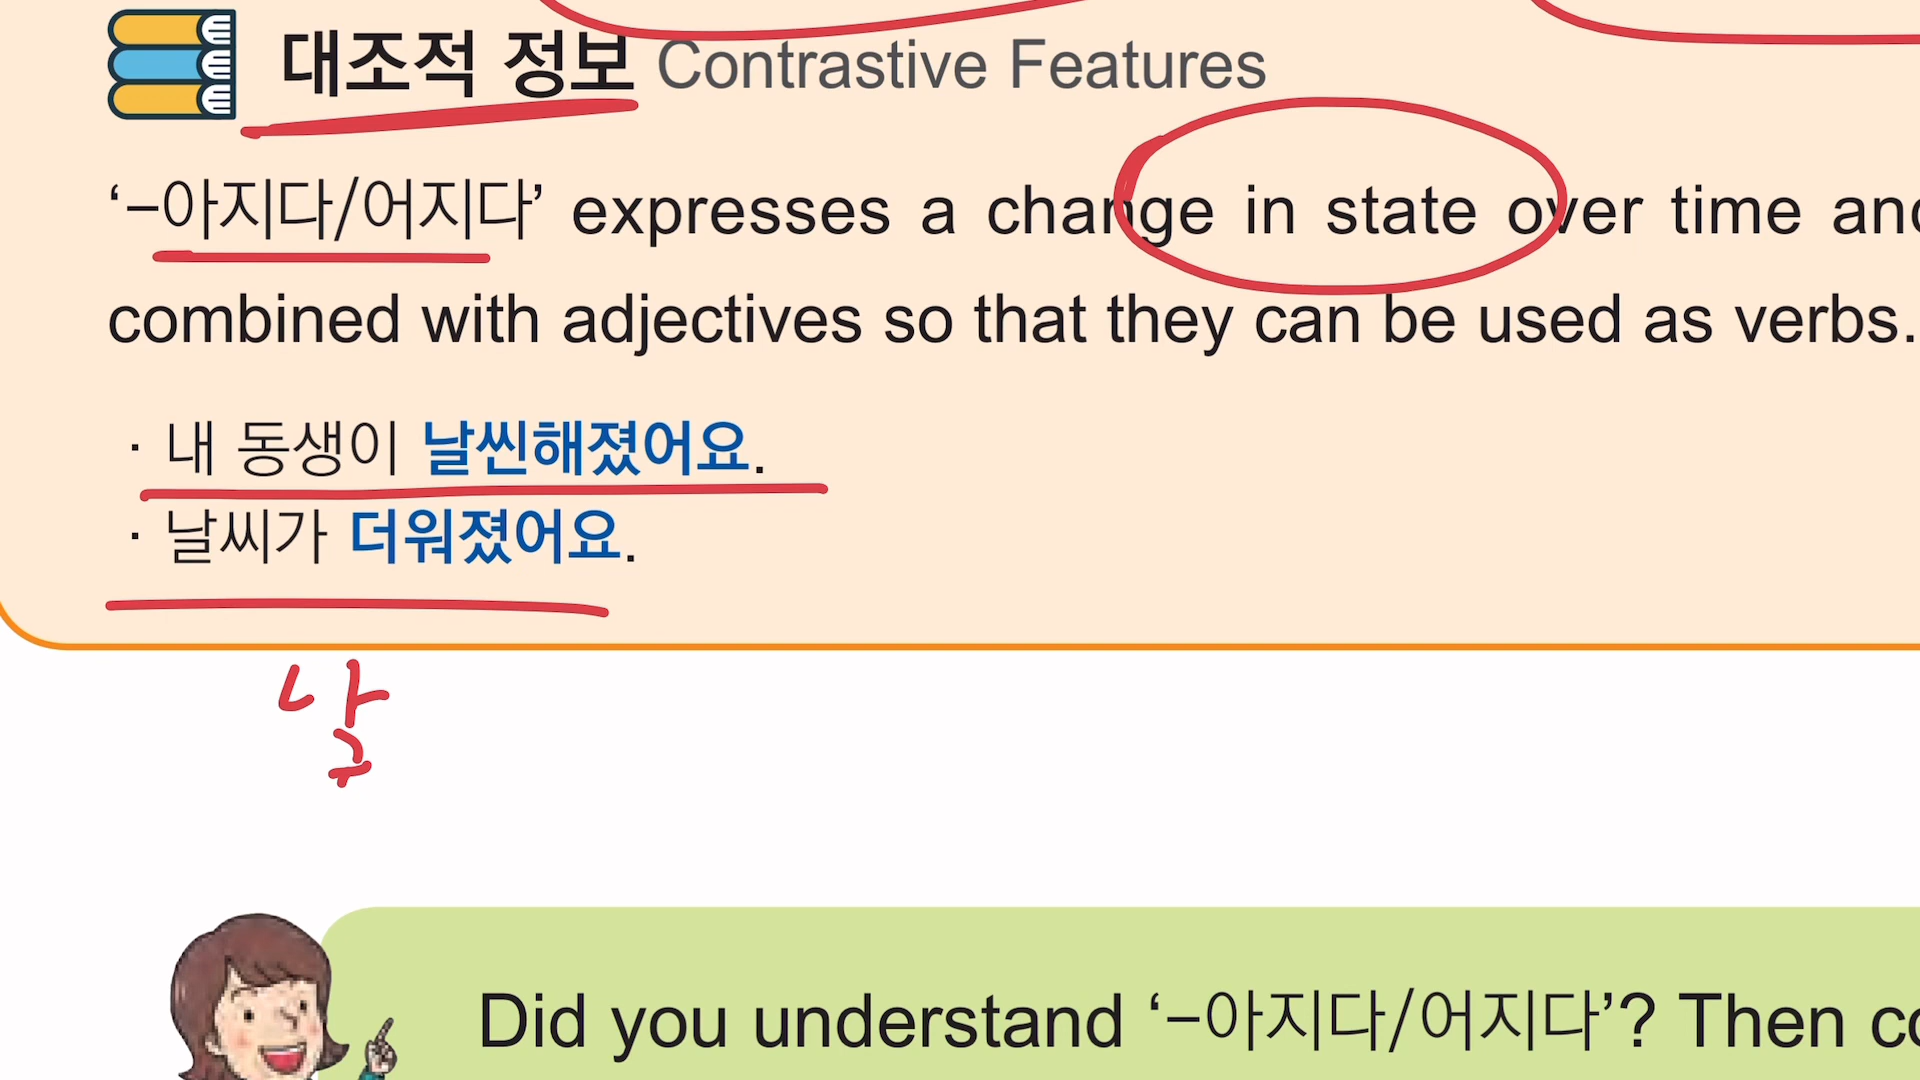 대조적 정보 Contrastive Features
‘-아지다/어지다’ expresses a change in state over time
combined with adjectives so that they can be used as verbs.
· 내 동생이 날씬해졌어요.
· 날씨가 더워졌어요.
Did you understand ‘-아지다/어지다’? Then